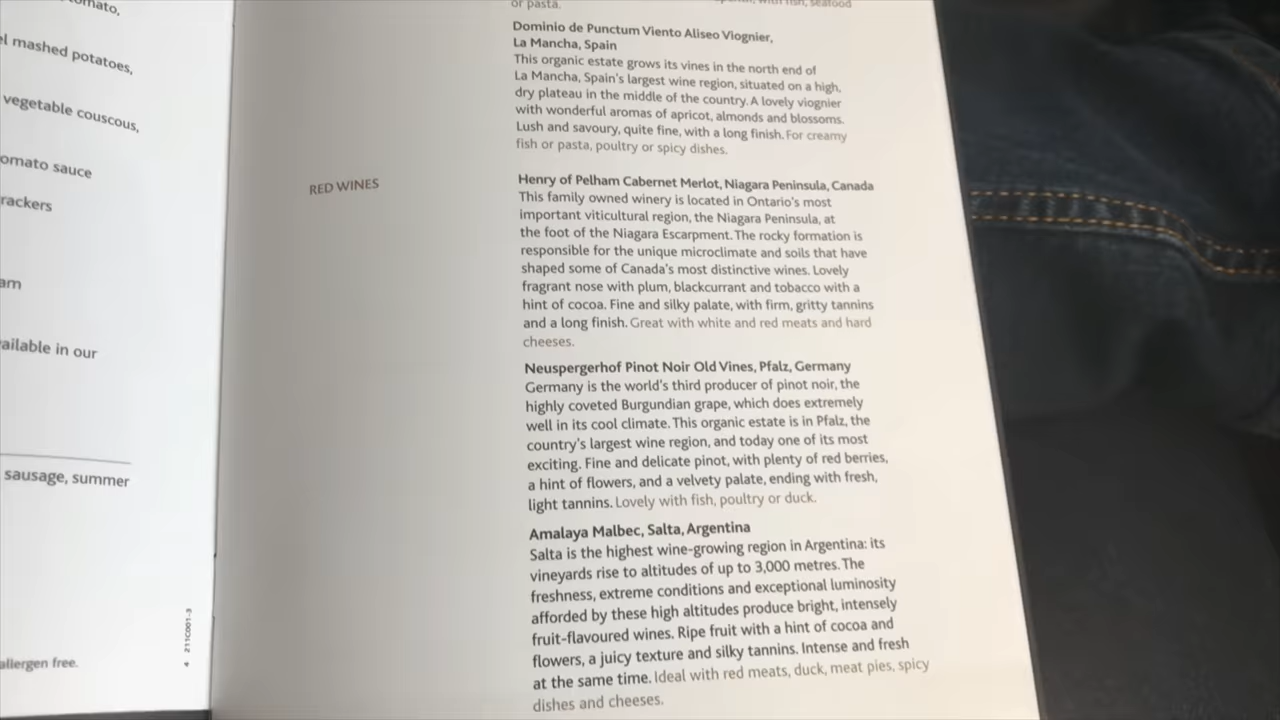 omato,
mashed potatoes,
vegetable couscous,
omato sauce
rackers
am
ailable in our
sausage, summer
allergen free.
4 211C001-3
or pasta. with fish, seafood
Dominio de Punctum Viento Aliseo Viognier,
La Mancha, Spain
This organic estate grows its vines in the north end of
La Mancha, Spain's largest wine region, situated on a high,
dry plateau in the middle of the country. A lovely viognier
with wonderful aromas of apricot, almonds and blossoms.
Lush and savoury, quite fine, with a long finish. For creamy
fish or pasta, poultry or spicy dishes.
RED WINES
Henry of Pelham Cabernet Merlot, Niagara Peninsula, Canada
This family owned winery is located in Ontario's most
important viticultural region, the Niagara Peninsula, at
the foot of the Niagara Escarpment. The rocky formation is
responsible for the unique microclimate and soils that have
shaped some of Canada's most distinctive wines. Lovely
fragrant nose with plum, blackcurrant and tobacco with a
hint of cocoa. Fine and silky palate, with firm, gritty tannins
and a long finish. Great with white and red meats and hard
cheeses.
Neuspergerhof Pinot Noir Old Vines, Pfalz, Germany
Germany is the world's third producer of pinot noir, the
highly coveted Burgundian grape, which does extremely
well in its cool climate. This organic estate is in Pfalz, the
country's largest wine region, and today one of its most
exciting. Fine and delicate pinot, with plenty of red berries,
a hint of flowers, and a velvety palate, ending with fresh,
light tannins. Lovely with fish, poultry or duck.
Amalaya Malbec, Salta, Argentina
Salta is the highest wine-growing region in Argentina: its
vineyards rise to altitudes of up to 3,000 metres. The
freshness, extreme conditions and exceptional luminosity
afforded by these high altitudes produce bright, intensely
fruit-flavoured wines. Ripe fruit with a hint of cocoa and
flowers, a juicy texture and silky tannins. Intense and fresh
at the same time. Ideal with red meats, duck, meat pies, spicy
dishes and cheeses.